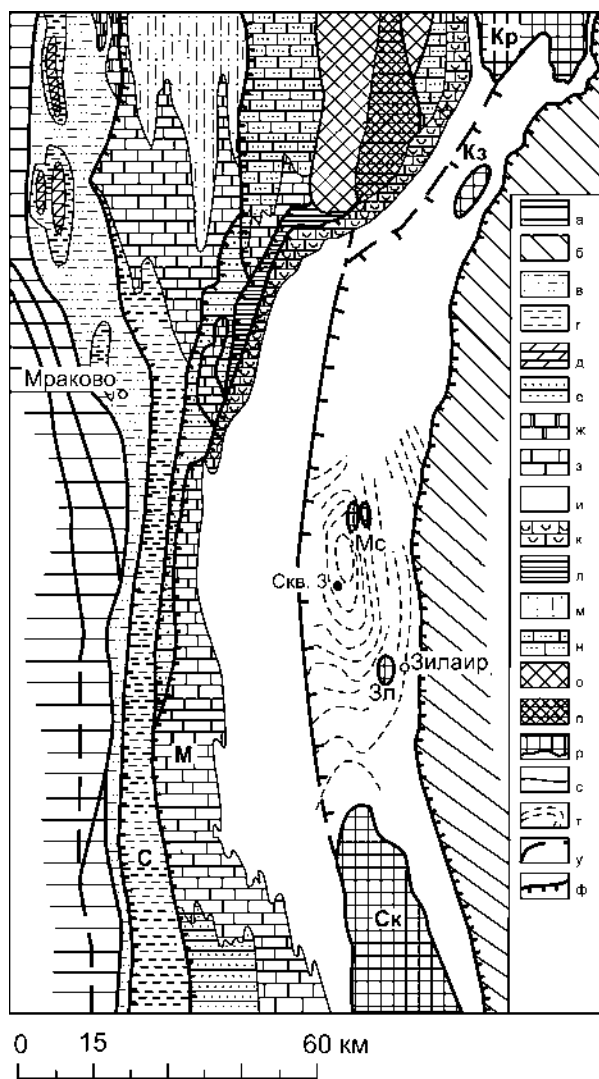 Кр
Кз
а
б
в
г
д
е
ж
з
и
к
л
м
н
о
п
р
с
т
у
ф
Мраково
Мс
Скв. 3
Зилаир
Зл
М
С
Ск
0 15 60 км